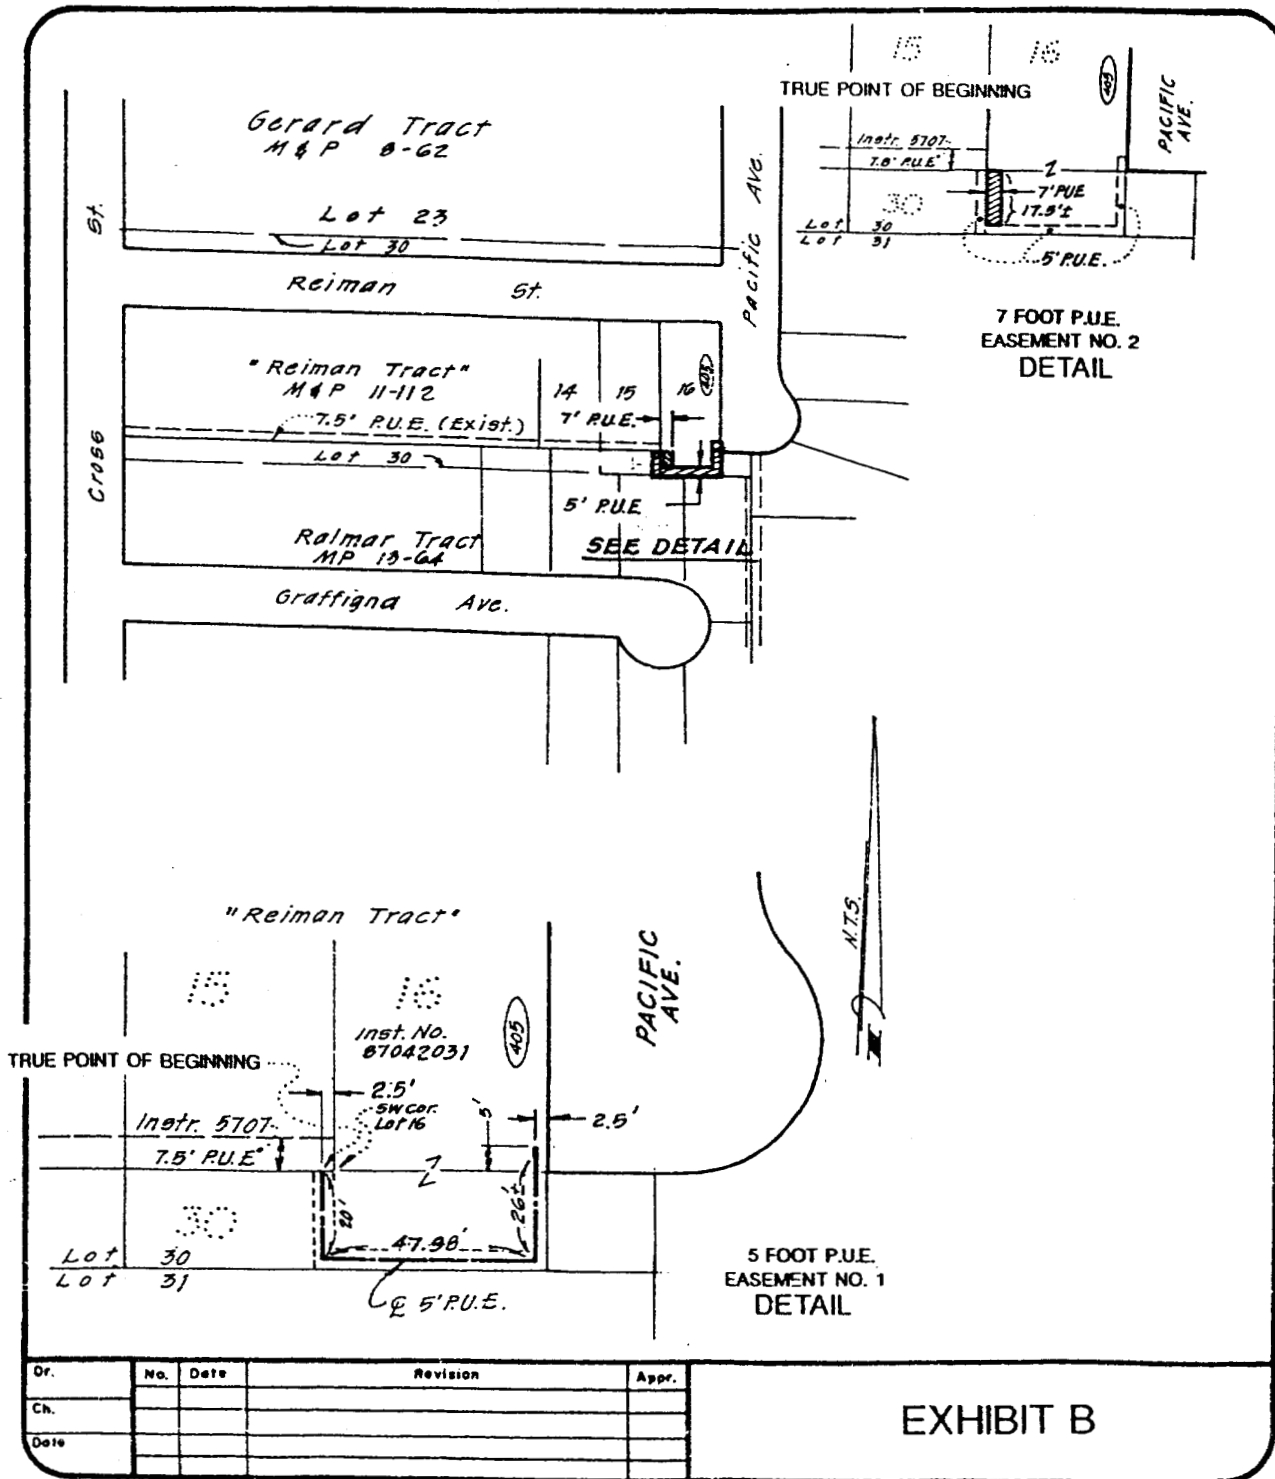 15 16
TRUE POINT OF BEGINNING
405
PACIFIC
AVE.
Instr. 5707
7.5' P.U.E.
7' PUE
30
17.5'±
Lot 30
Lot 31
5' P.U.E.
7 FOOT P.U.E.
EASEMENT NO. 2
DETAIL
Gerard Tract
M & P 8-62
Lot 23
Lot 30
St.
Cross
Pacific Ave.
Reiman St.
"Reiman Tract"
M & P 11-112
14 15 16
405
7.5' P.U.E. (Exist.)
7' P.U.E.
Lot 30
5' P.U.E.
Ralmar Tract
MP 13-64
SEE DETAIL
Graffigna Ave.
N.T.S.
"Reiman Tract"
15 16
Inst. No.
87042031
405
PACIFIC
AVE.
TRUE POINT OF BEGINNING
2.5'
SW cor.
Lot 16
5'
2.5'
Instr. 5707
7.5' P.U.E.
30
20'
26'±
47.98'
Lot 30
Lot 31
℄ 5' P.U.E.
5 FOOT P.U.E.
EASEMENT NO. 1
DETAIL
Dr.
Ch.
Date
No. Date Revision Appr.
EXHIBIT B